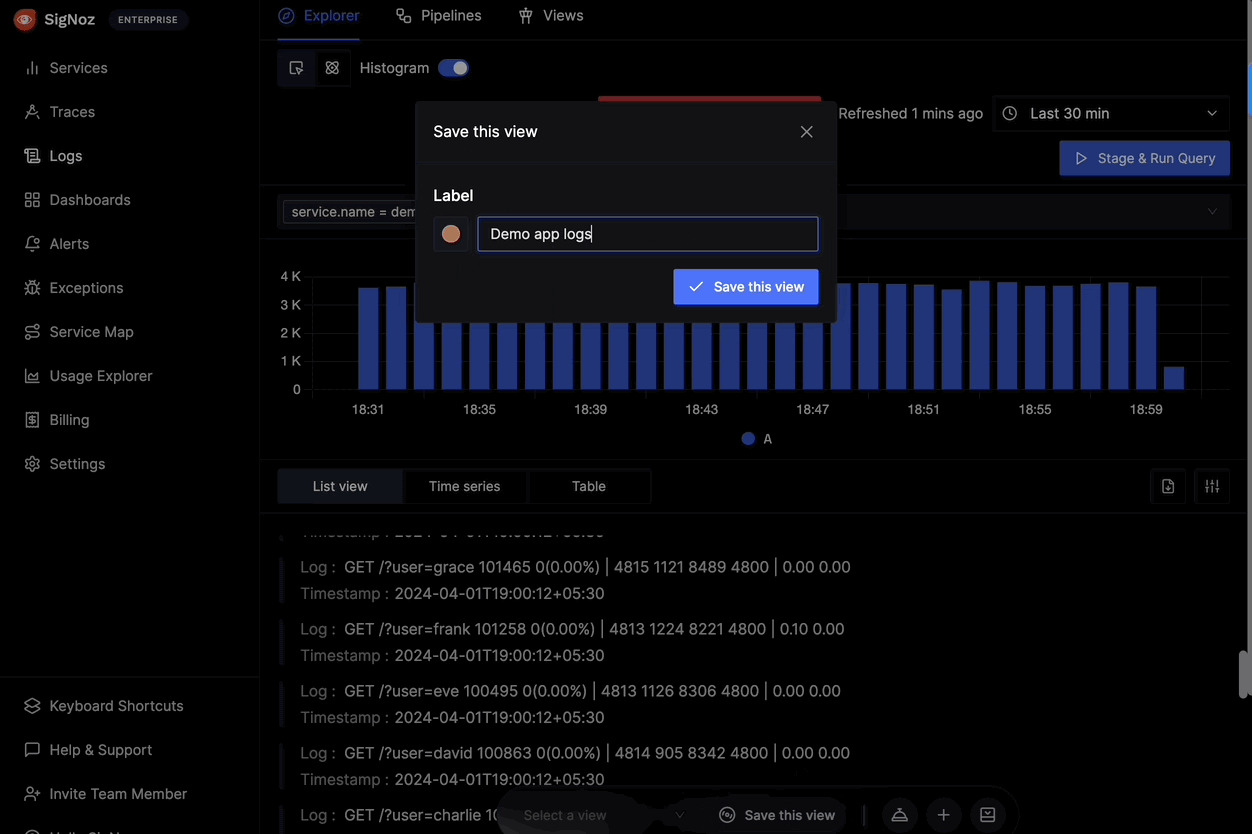 SigNoz ENTERPRISE
Services
Traces
Logs
Dashboards
Alerts
Exceptions
Service Map
Usage Explorer
Billing
Settings
Keyboard Shortcuts
Help & Support
Invite Team Member
Explorer Pipelines Views
Histogram
Refreshed 1 mins ago Last 30 min
Stage & Run Query
service.name = dem
Save this view
Label
Demo app logs
Save this view
4 K
3 K
2 K
1 K
0
18:31 18:35 18:39 18:43 18:47 18:51 18:55 18:59
A
List view Time series Table
Log : GET /?user=grace 101465 0(0.00%) | 4815 1121 8489 4800 | 0.00 0.00
Timestamp : 2024-04-01T19:00:12+05:30
Log : GET /?user=frank 101258 0(0.00%) | 4813 1224 8221 4800 | 0.10 0.00
Timestamp : 2024-04-01T19:00:12+05:30
Log : GET /?user=eve 100495 0(0.00%) | 4813 1126 8306 4800 | 0.00 0.00
Timestamp : 2024-04-01T19:00:12+05:30
Log : GET /?user=david 100863 0(0.00%) | 4814 905 8342 4800 | 0.00 0.00
Timestamp : 2024-04-01T19:00:12+05:30
Log : GET /?user=charlie
Select a view Save this view